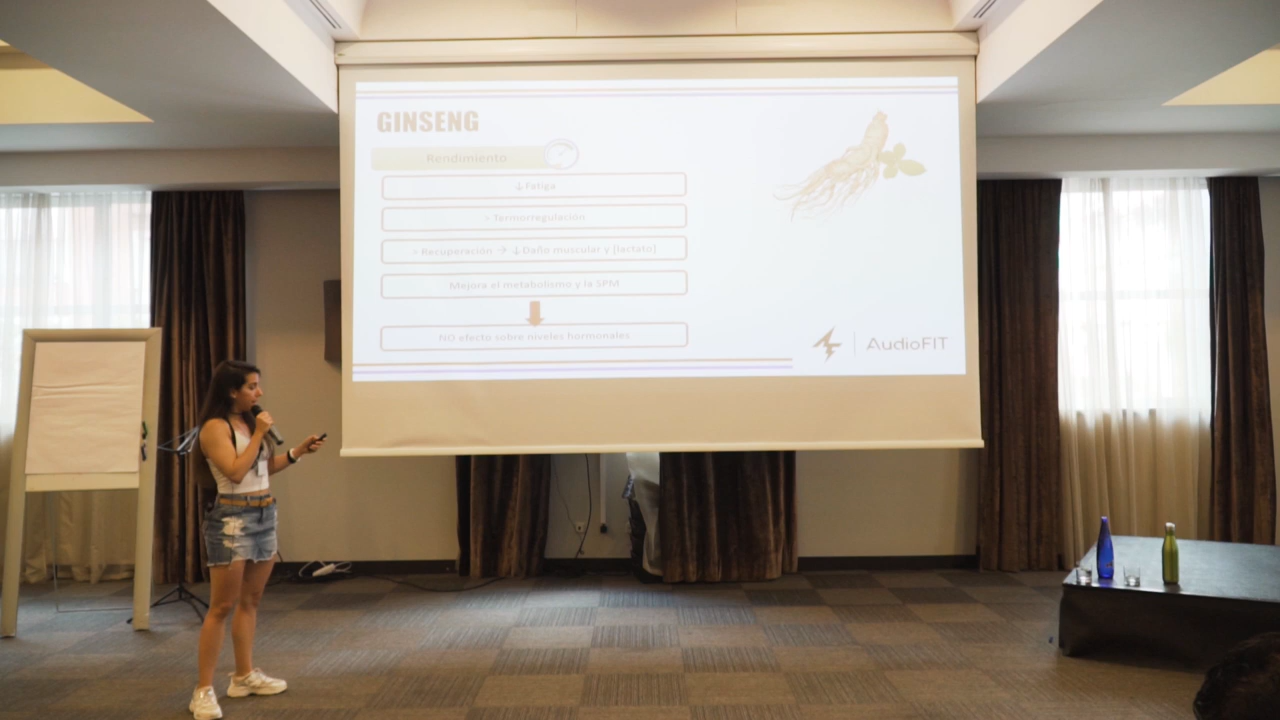 GINSENG
Rendimiento
↓Fatiga
◦ Termorregulación
◦ Recuperación → ↓Daño muscular y [lactato]
Mejora el metabolismo y la SPM
NO efecto sobre niveles hormonales
AudioFIT